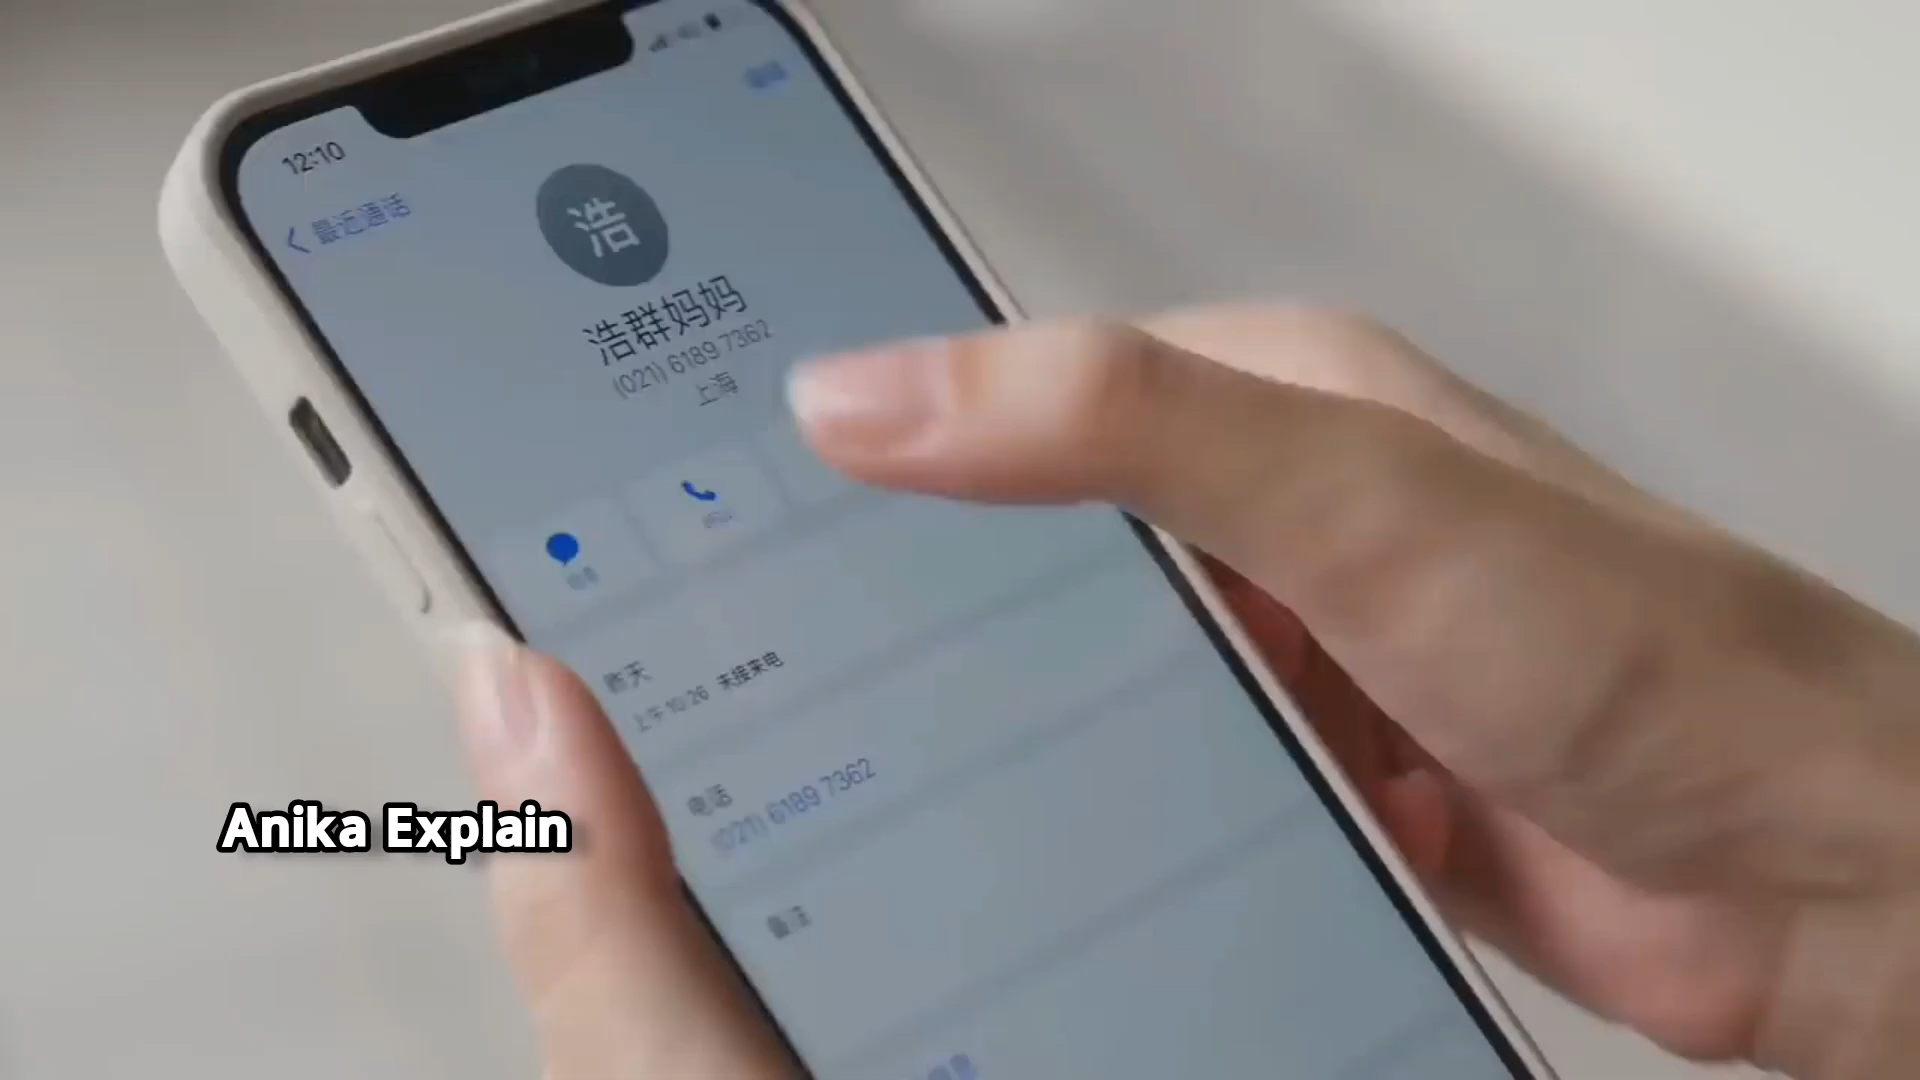 12:10
最近通话
浩
浩群妈妈
(021) 6189 7362
上海
昨天
上午10:26 未接来电
电话
(021) 6189 7362
备注
Anika Explain